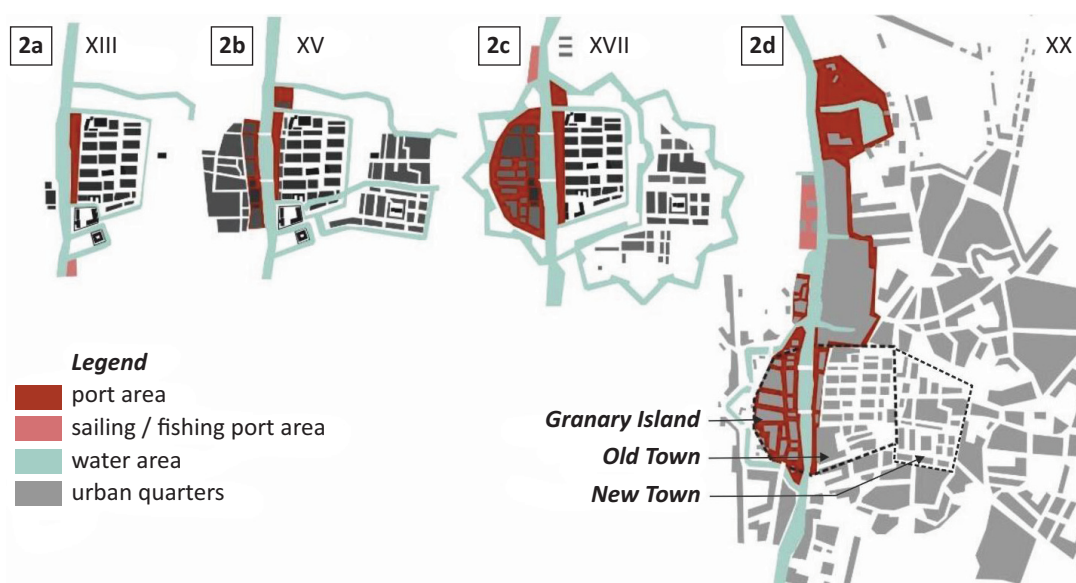 2a XIII
2b XV
2c XVII
2d XX
Legend
port area
sailing / fishing port area
water area
urban quarters
Granary Island
Old Town
New Town